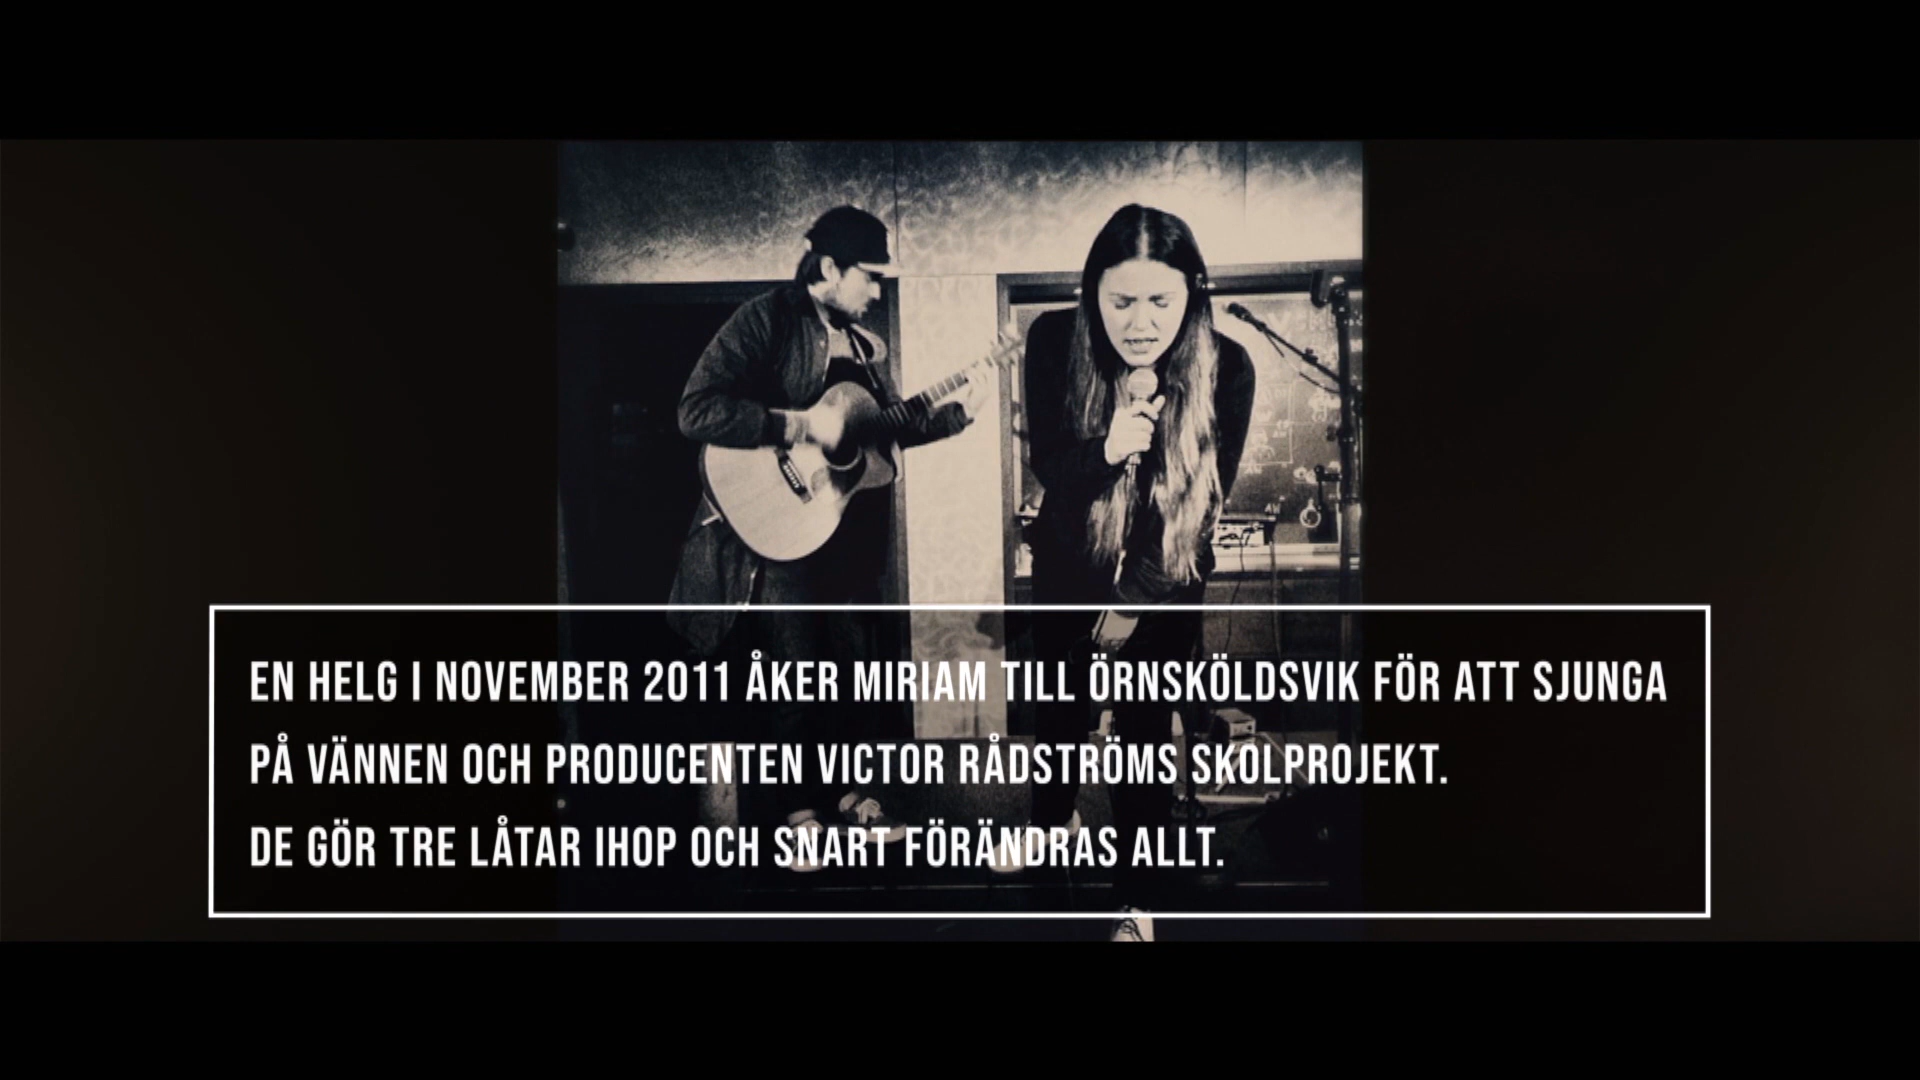 EN HELG I NOVEMBER 2011 ÅKER MIRIAM TILL ÖRNSKÖLDSVIK FÖR ATT SJUNGA
PÅ VÄNNEN OCH PRODUCENTEN VICTOR RÅDSTRÖMS SKOLPROJEKT.
DE GÖR TRE LÅTAR IHOP OCH SNART FÖRÄNDRAS ALLT.